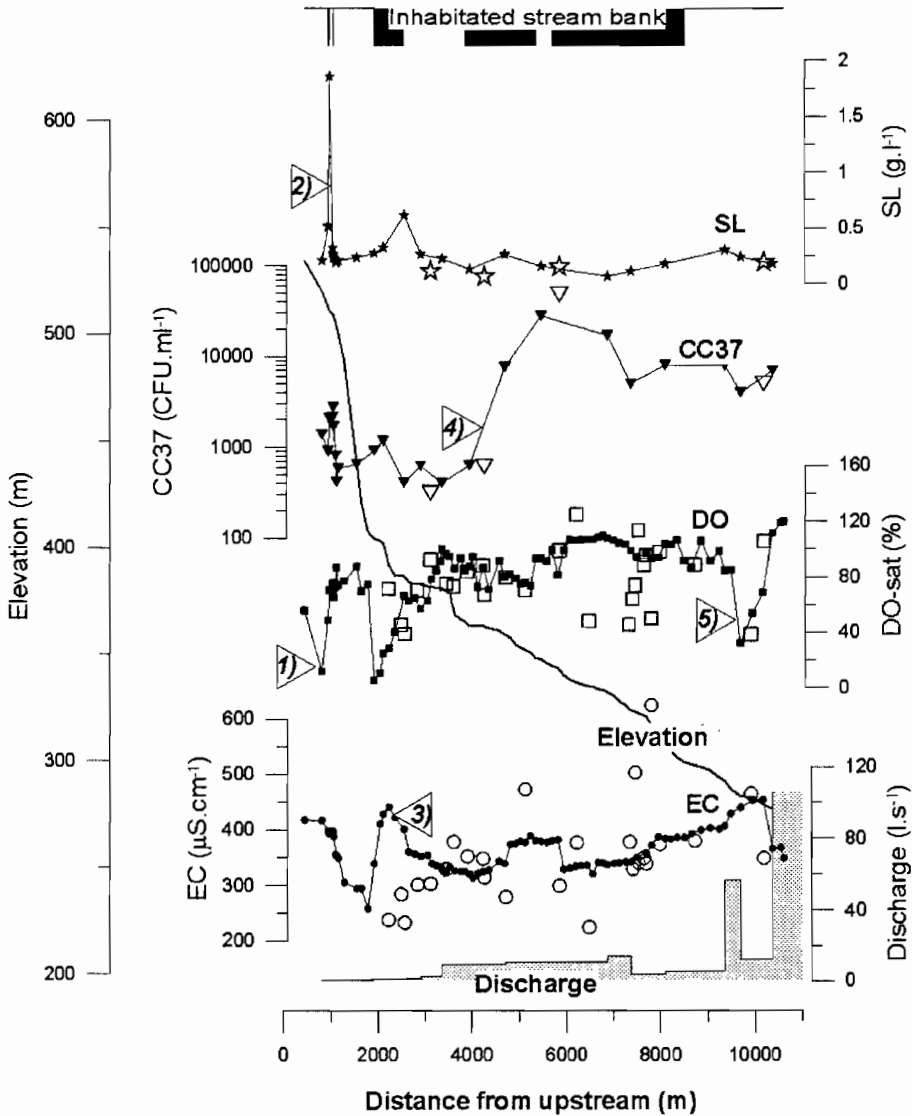 Inhabitated stream bank
2
1.5
1
0.5
0
SL (g.l⁻¹)
600
500
400
300
200
Elevation (m)
2)
SL
100000
10000
1000
100
CC37 (CFU.ml⁻¹)
CC37
4)
160
120
80
40
0
DO-sat (%)
DO
5)
1)
600
500
400
300
200
EC (µS.cm⁻¹)
Elevation
EC
3)
120
80
40
0
Discharge (l.s⁻¹)
Discharge
0
2000
4000
6000
8000
10000
Distance from upstream (m)